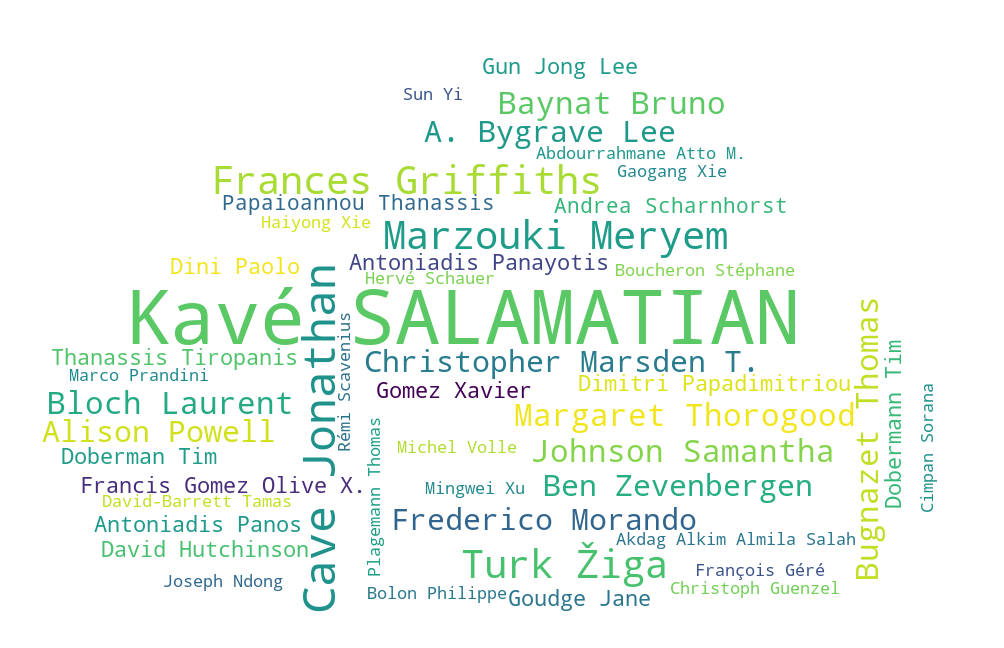 Gun Jong Lee
Sun Yi
Baynat Bruno
A. Bygrave Lee
Abdourrahmane Atto M.
Gaogang Xie
Frances Griffiths
Papaioannou Thanassis
Andrea Scharnhorst
Haiyong Xie
Marzouki Meryem
Dini Paolo
Antoniadis Panayotis
Boucheron Stéphane
Hervé Schauer
Kavé SALAMATIAN
Cave Jonathan
Rémi Scavenius
Bugnazet Thomas
Dobermann Tim
Cimpan Sorana
Thanassis Tiropanis
Christopher Marsden T.
Marco Prandini
Gomez Xavier
Dimitri Papadimitriou
Bloch Laurent
Margaret Thorogood
Alison Powell
Plagemann Thomas
Michel Volle
Johnson Samantha
Doberman Tim
Francis Gomez Olive X.
Mingwei Xu
Ben Zevenbergen
David-Barrett Tamas
Antoniadis Panos
Frederico Morando
Akdag Alkim Almila Salah
David Hutchinson
Turk Žiga
François Géré
Joseph Ndong
Christoph Guenzel
Bolon Philippe
Goudge Jane